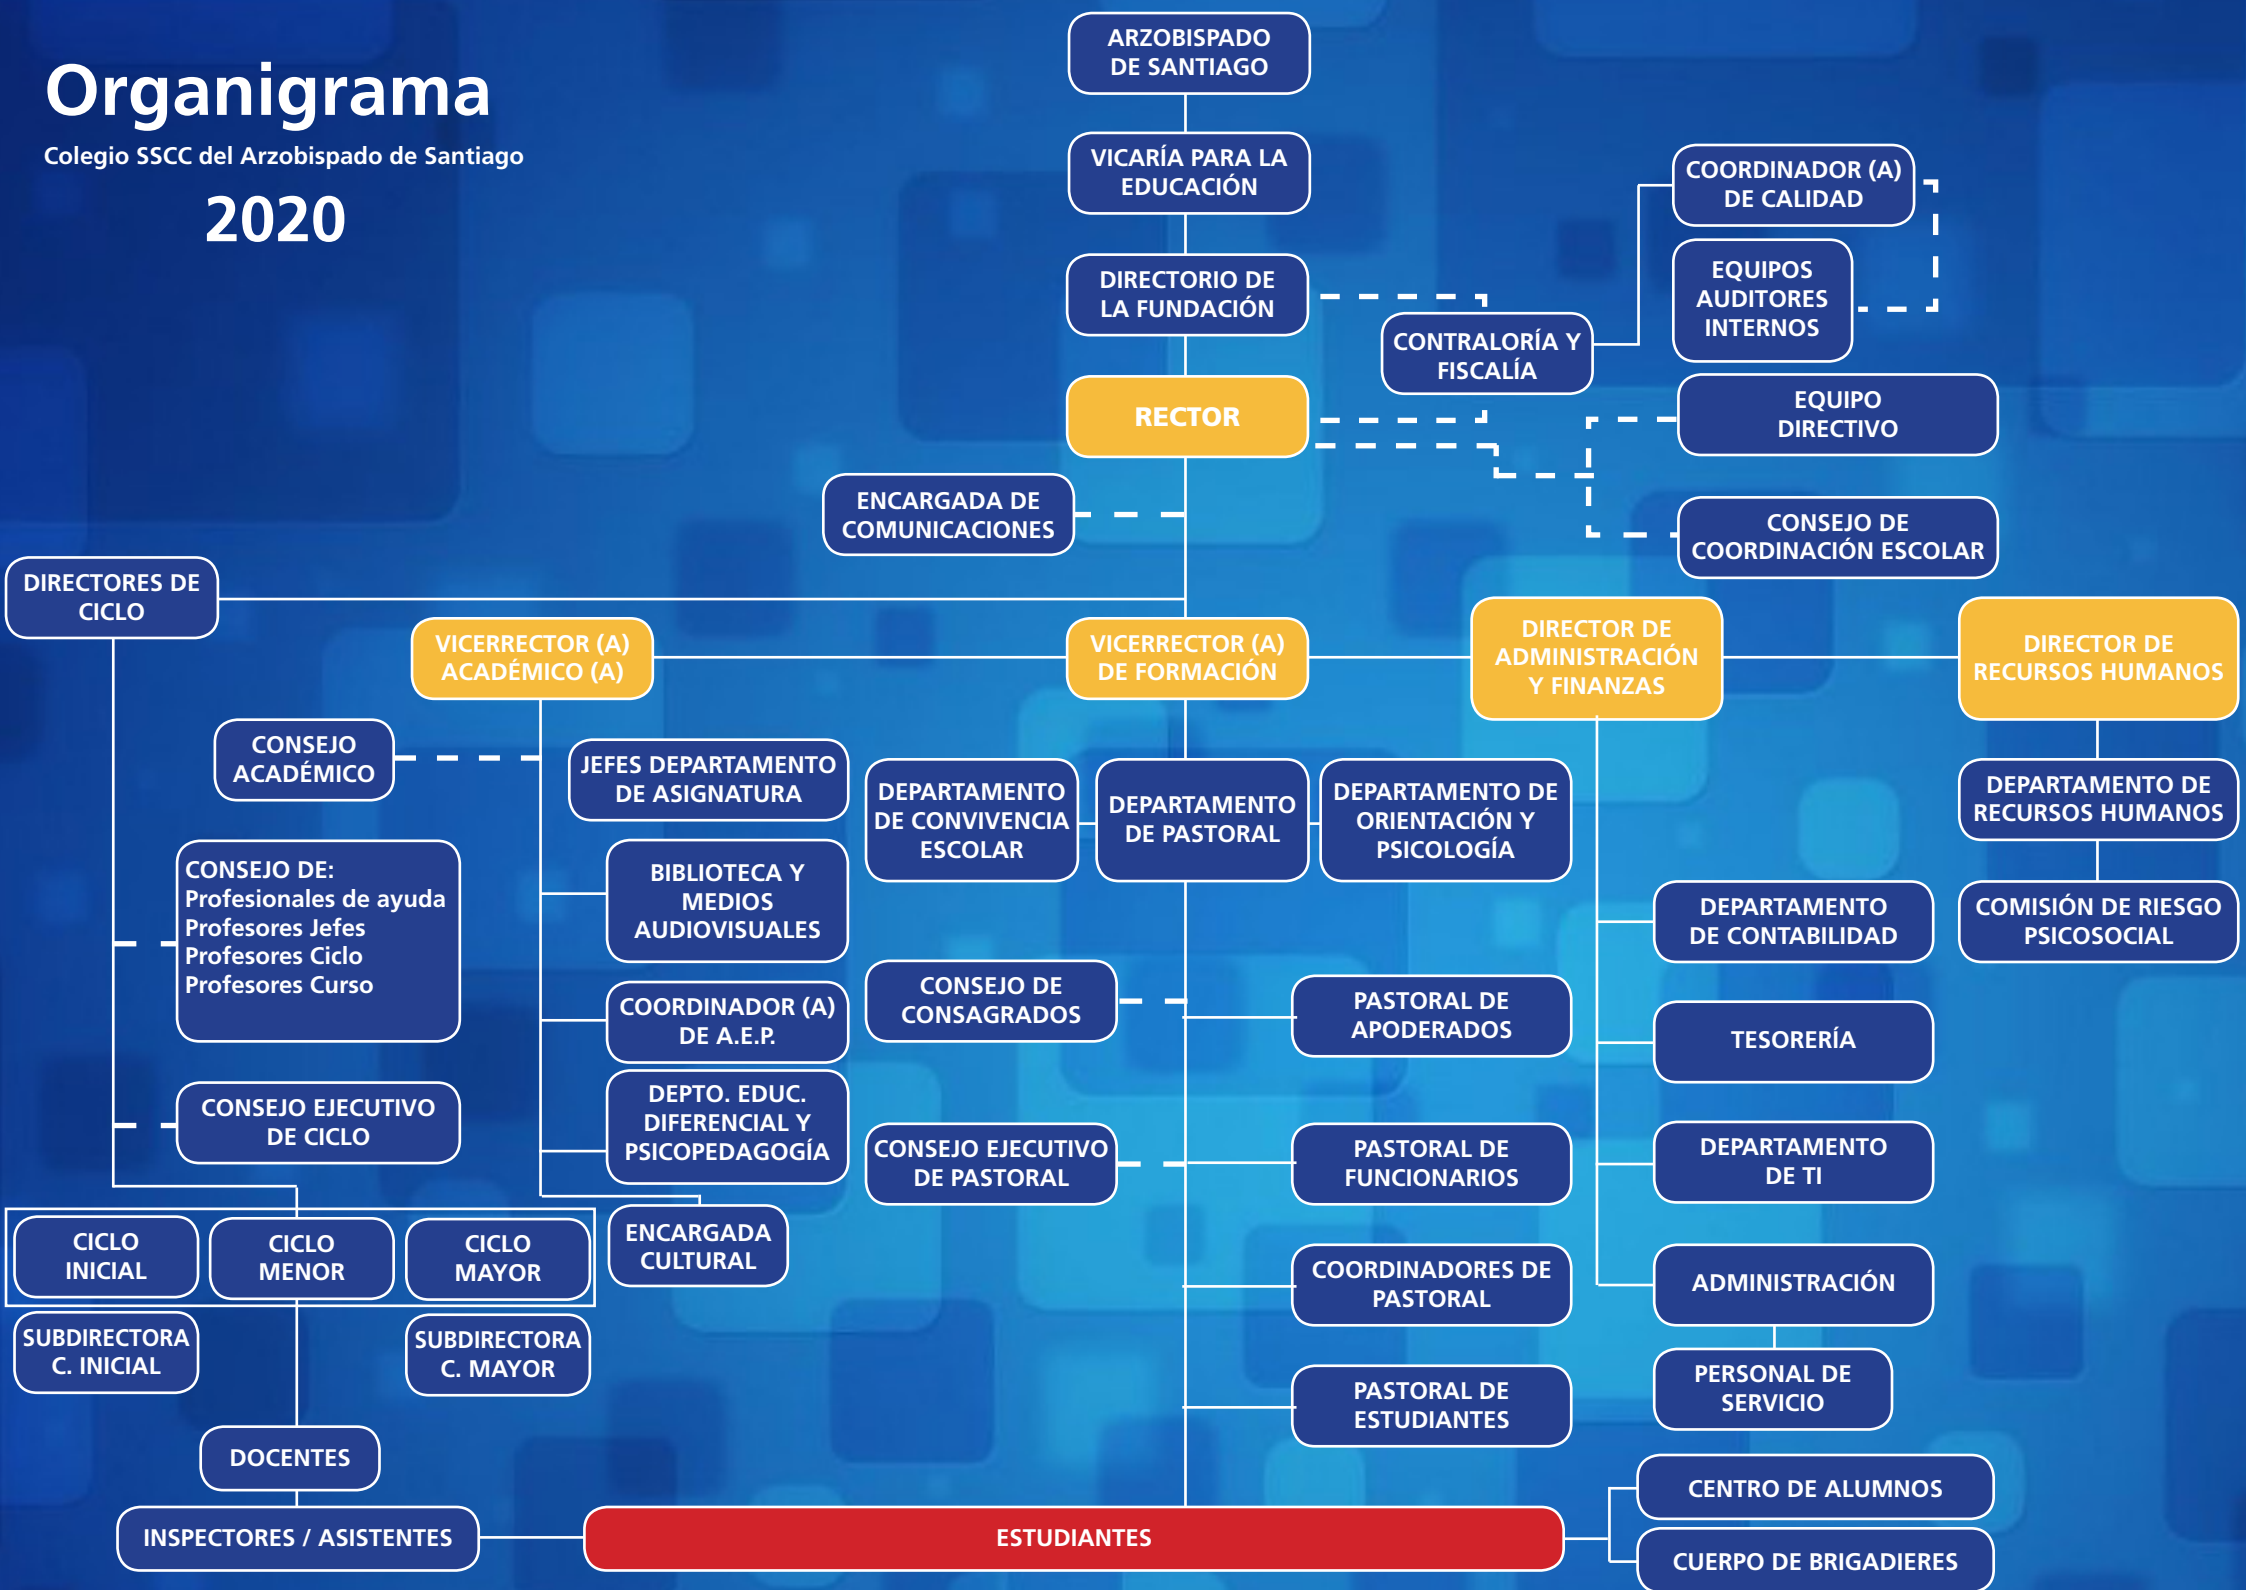 Organigrama
Colegio SSCC del Arzobispado de Santiago
2020
ARZOBISPADO
DE SANTIAGO
VICARÍA PARA LA
EDUCACIÓN
DIRECTORIO DE
LA FUNDACIÓN
RECTOR
CONTRALORÍA Y
FISCALÍA
COORDINADOR (A)
DE CALIDAD
EQUIPOS
AUDITORES
INTERNOS
EQUIPO
DIRECTIVO
CONSEJO DE
COORDINACIÓN ESCOLAR
ENCARGADA DE
COMUNICACIONES
DIRECTORES DE
CICLO
VICERRECTOR (A)
ACADÉMICO (A)
VICERRECTOR (A)
DE FORMACIÓN
DIRECTOR DE
ADMINISTRACIÓN
Y FINANZAS
DIRECTOR DE
RECURSOS HUMANOS
CONSEJO
ACADÉMICO
CONSEJO DE:
Profesionales de ayuda
Profesores Jefes
Profesores Ciclo
Profesores Curso
CONSEJO EJECUTIVO
DE CICLO
JEFES DEPARTAMENTO
DE ASIGNATURA
BIBLIOTECA Y
MEDIOS
AUDIOVISUALES
COORDINADOR (A)
DE A.E.P.
DEPTO. EDUC.
DIFERENCIAL Y
PSICOPEDAGOGÍA
ENCARGADA
CULTURAL
DEPARTAMENTO
DE CONVIVENCIA
ESCOLAR
DEPARTAMENTO
DE PASTORAL
DEPARTAMENTO DE
ORIENTACIÓN Y
PSICOLOGÍA
CONSEJO DE
CONSAGRADOS
CONSEJO EJECUTIVO
DE PASTORAL
PASTORAL DE
APODERADOS
PASTORAL DE
FUNCIONARIOS
COORDINADORES DE
PASTORAL
PASTORAL DE
ESTUDIANTES
DEPARTAMENTO
DE CONTABILIDAD
TESORERÍA
DEPARTAMENTO
DE TI
ADMINISTRACIÓN
PERSONAL DE
SERVICIO
DEPARTAMENTO DE
RECURSOS HUMANOS
COMISIÓN DE RIESGO
PSICOSOCIAL
CICLO
INICIAL
CICLO
MENOR
CICLO
MAYOR
SUBDIRECTORA
C. INICIAL
SUBDIRECTORA
C. MAYOR
DOCENTES
INSPECTORES / ASISTENTES
ESTUDIANTES
CENTRO DE ALUMNOS
CUERPO DE BRIGADIERES